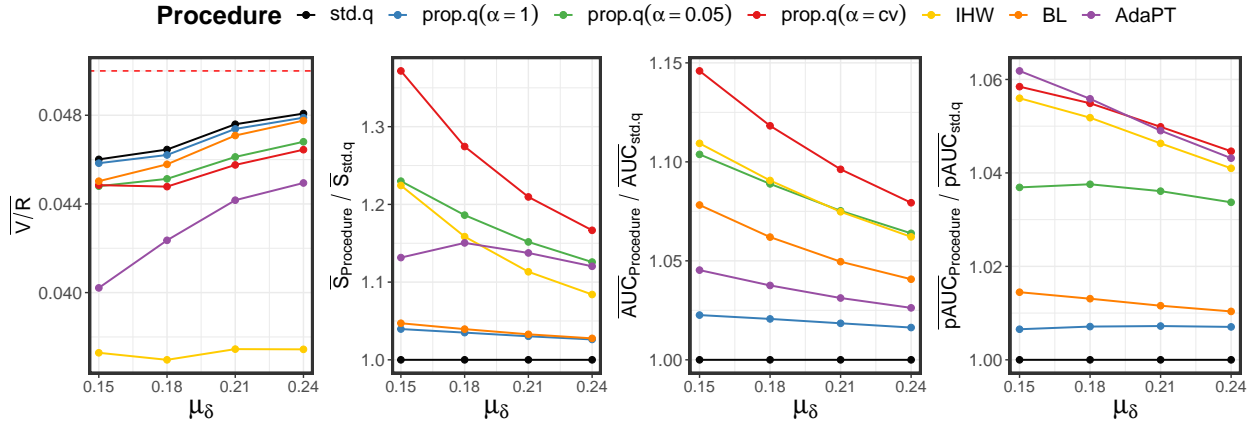 Procedure std.q prop.q(α = 1) prop.q(α = 0.05) prop.q(α = cv) IHW BL AdaPT
V/R
0.048
0.044
0.040
0.15 0.18 0.21 0.24
μδ
S̅Procedure / S̅std.q
1.3
1.2
1.1
1.0
0.15 0.18 0.21 0.24
μδ
AUCProcedure / AUCstd.q
1.15
1.10
1.05
1.00
0.15 0.18 0.21 0.24
μδ
pAUCProcedure / pAUCstd.q
1.06
1.04
1.02
1.00
0.15 0.18 0.21 0.24
μδ